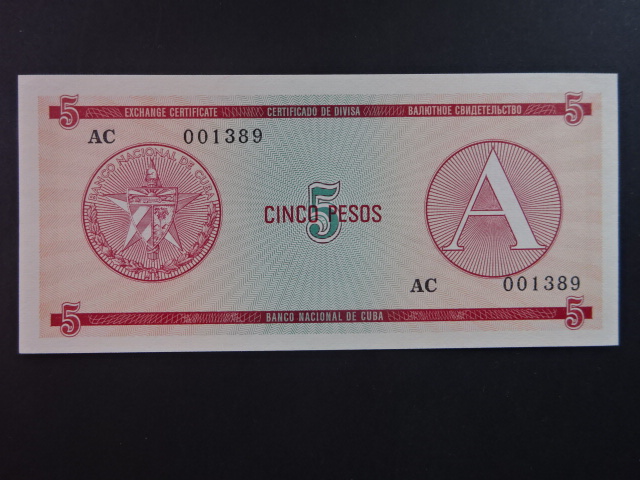 5 EXCHANGE CERTIFICATE CERTIFICADO DE DIVISA ВАЛЮТНОЕ СВИДЕТЕЛЬСТВО 5
AC 001389
BANCO NACIONAL DE CUBA
5
CINCO PESOS
A
AC 001389
5 BANCO NACIONAL DE CUBA 5